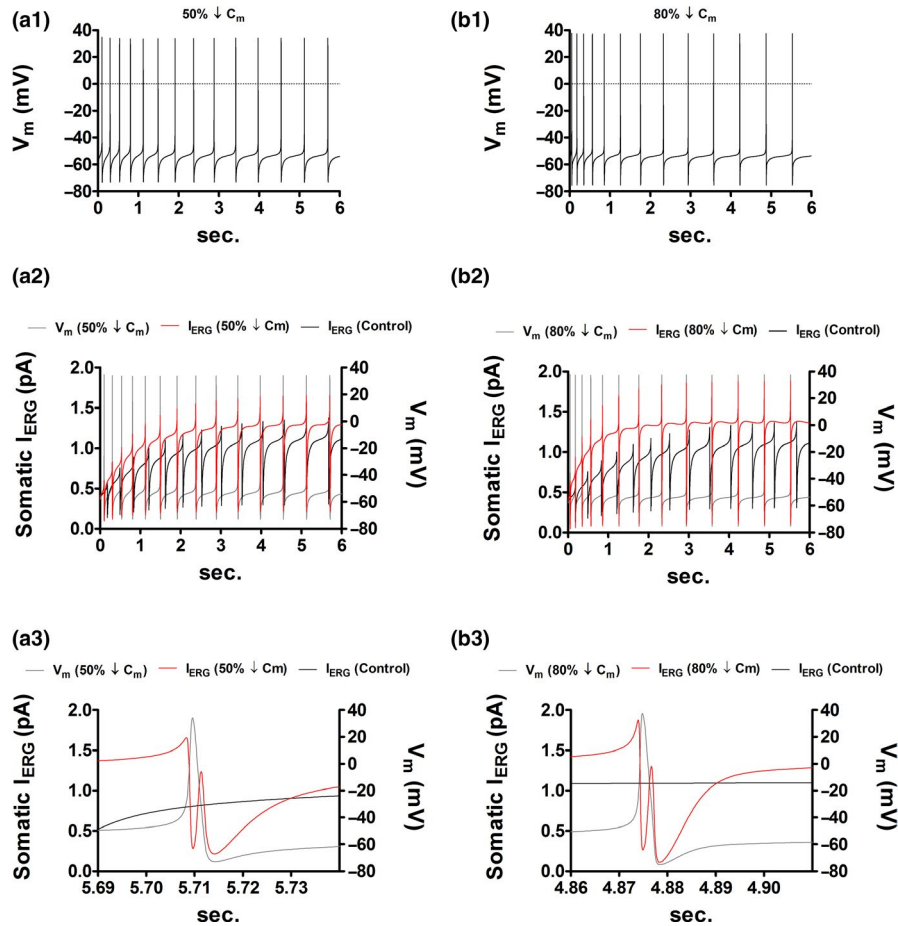 (a1)
50% ↓ Cm
Vm (mV)
40
20
0
−20
−40
−60
−80
0 1 2 3 4 5 6
sec.
(b1)
80% ↓ Cm
Vm (mV)
40
20
0
−20
−40
−60
−80
0 1 2 3 4 5 6
sec.
(a2)
Vm (50% ↓ Cm) IERG (50% ↓ Cm) IERG (Control)
Somatic IERG (pA)
2.0
1.5
1.0
0.5
0.0
40
20
0
−20
−40
−60
−80
Vm (mV)
0 1 2 3 4 5 6
sec.
(b2)
Vm (80% ↓ Cm) IERG (80% ↓ Cm) IERG (Control)
Somatic IERG (pA)
2.0
1.5
1.0
0.5
0.0
40
20
0
−20
−40
−60
−80
Vm (mV)
0 1 2 3 4 5 6
sec.
(a3)
Vm (50% ↓ Cm) IERG (50% ↓ Cm) IERG (Control)
Somatic IERG (pA)
2.0
1.5
1.0
0.5
0.0
40
20
0
−20
−40
−60
−80
Vm (mV)
5.69 5.70 5.71 5.72 5.73
sec.
(b3)
Vm (80% ↓ Cm) IERG (80% ↓ Cm) IERG (Control)
Somatic IERG (pA)
2.0
1.5
1.0
0.5
0.0
40
20
0
−20
−40
−60
−80
Vm (mV)
4.86 4.87 4.88 4.89 4.90
sec.